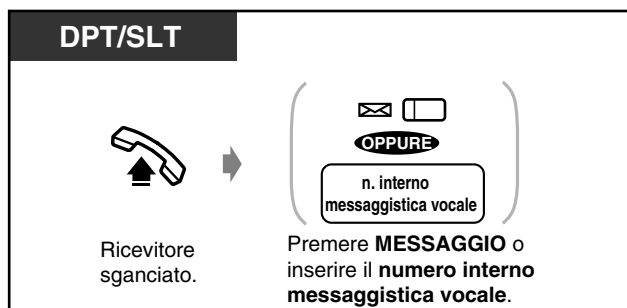 DPT/SLT
OPPURE
n. interno
messaggistica vocale
Ricevitore
sganciato.
Premere MESSAGGIO o
inserire il numero interno
messaggistica vocale.